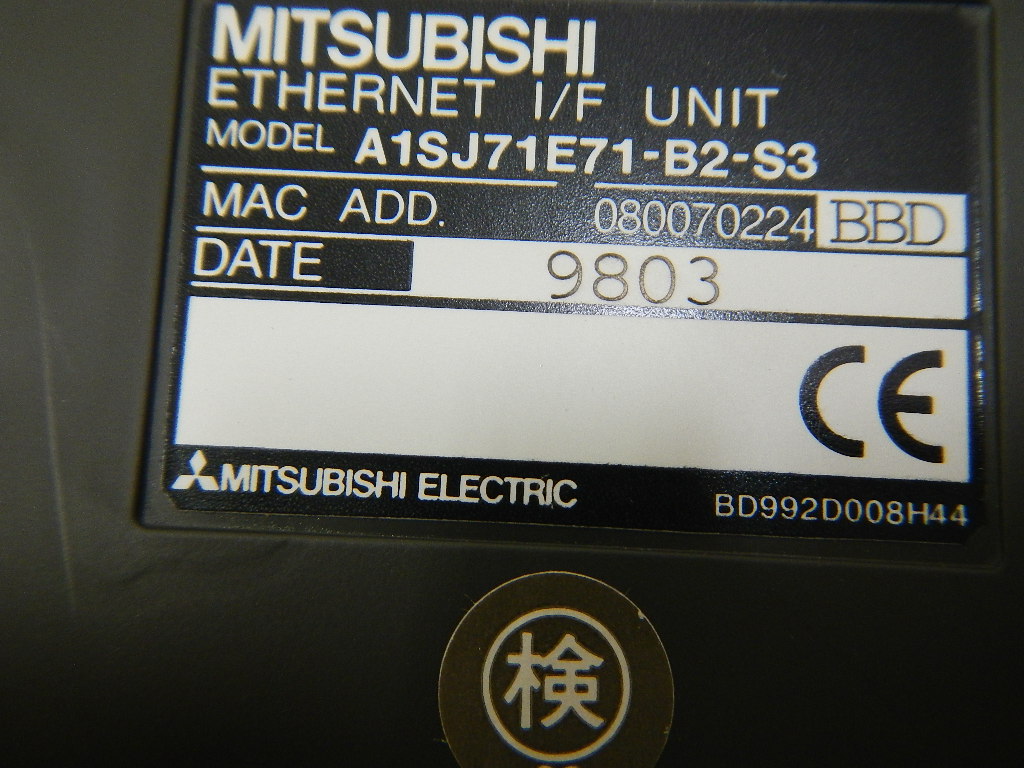 MITSUBISHI
ETHERNET I/F UNIT
MODEL A1SJ71E71-B2-S3
MAC ADD. 080070224BBD
DATE 9803
CE
MITSUBISHI ELECTRIC BD992D008H44
検